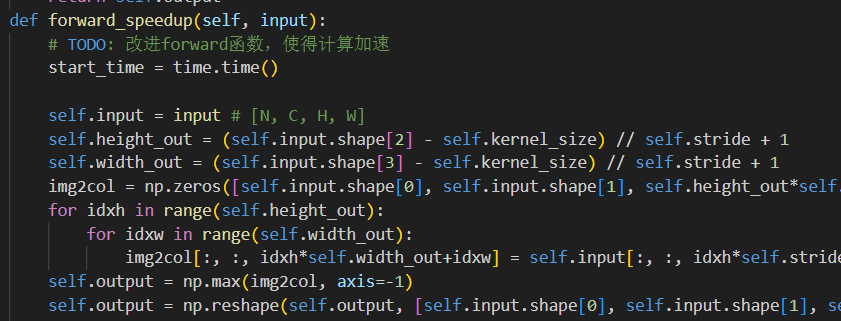 return self.output
def forward_speedup(self, input):
# TODO: 改进forward函数，使得计算加速
start_time = time.time()
self.input = input # [N, C, H, W]
self.height_out = (self.input.shape[2] - self.kernel_size) // self.stride + 1
self.width_out = (self.input.shape[3] - self.kernel_size) // self.stride + 1
img2col = np.zeros([self.input.shape[0], self.input.shape[1], self.height_out*self.
for idxh in range(self.height_out):
for idxw in range(self.width_out):
img2col[:, :, idxh*self.width_out+idxw] = self.input[:, :, idxh*self.stride
self.output = np.max(img2col, axis=-1)
self.output = np.reshape(self.output, [self.input.shape[0], self.input.shape[1],